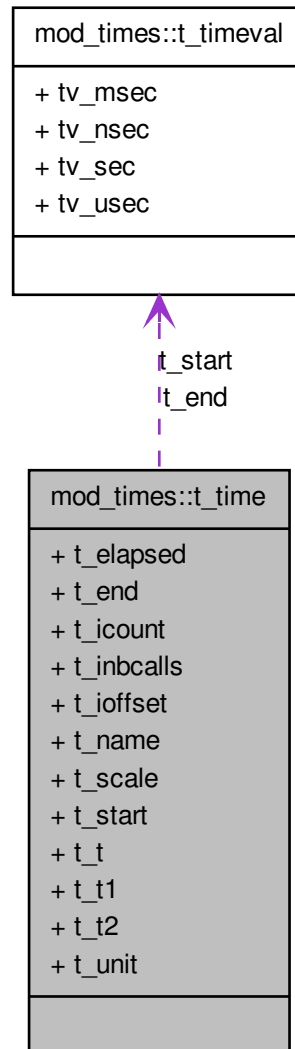 mod_times::t_timeval
+ tv_msec
+ tv_nsec
+ tv_sec
+ tv_usec
t_start
t_end
mod_times::t_time
+ t_elapsed
+ t_end
+ t_icount
+ t_inbcalls
+ t_ioffset
+ t_name
+ t_scale
+ t_start
+ t_t
+ t_t1
+ t_t2
+ t_unit